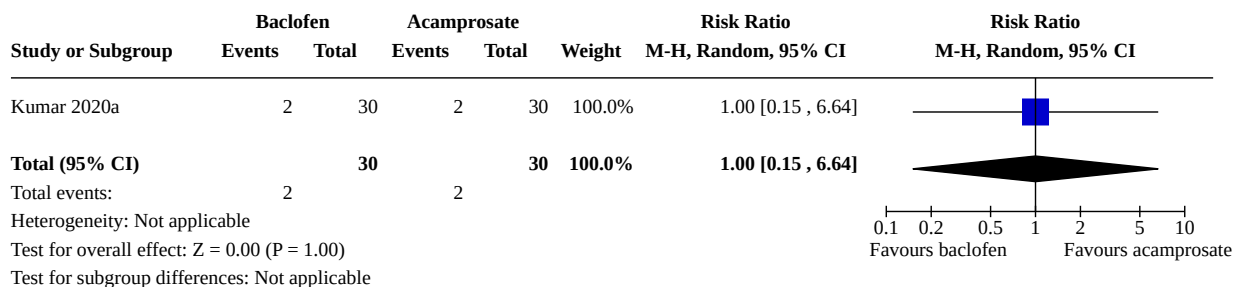 Baclofen Acamprosate Risk Ratio Risk Ratio
Study or Subgroup Events Total Events Total Weight M-H, Random, 95% CI M-H, Random, 95% CI
Kumar 2020a 2 30 2 30 100.0% 1.00 [0.15 , 6.64]
Total (95% CI) 30 30 100.0% 1.00 [0.15 , 6.64]
Total events: 2 2
Heterogeneity: Not applicable
0.1 0.2 0.5 1 2 5 10
Test for overall effect: Z = 0.00 (P = 1.00) Favours baclofen Favours acamprosate
Test for subgroup differences: Not applicable